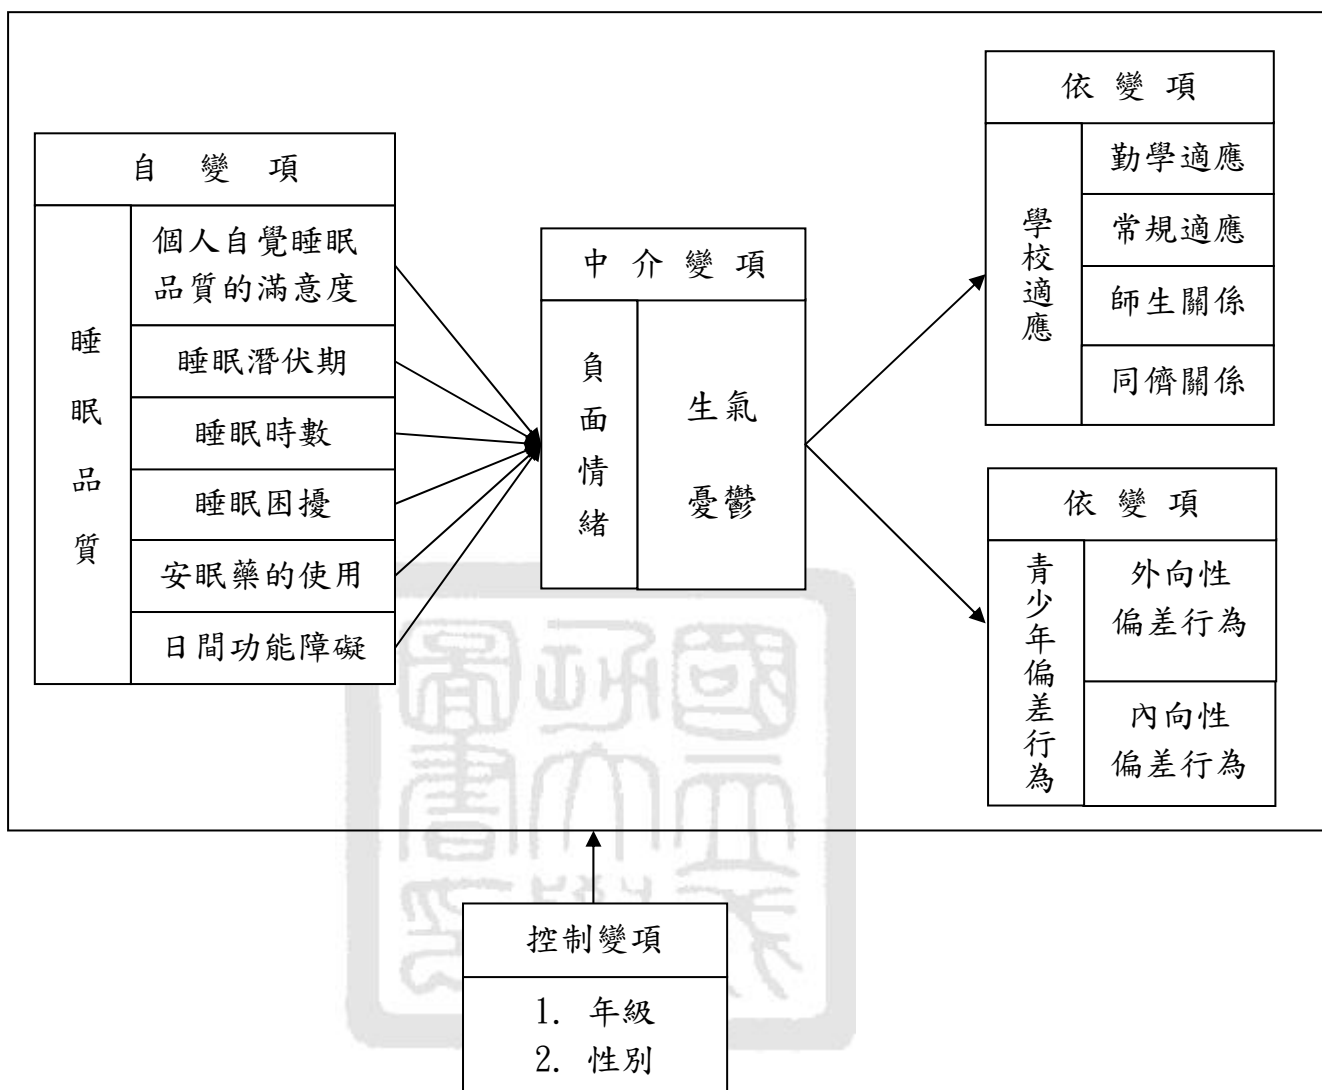 自 變 項
睡眠品質
個人自覺睡眠
品質的滿意度
睡眠潛伏期
睡眠時數
睡眠困擾
安眠藥的使用
日間功能障礙
中 介 變 項
負面情緒
生氣
憂鬱
依 變 項
學校適應
勤學適應
常規適應
師生關係
同儕關係
依 變 項
青少年偏差行為
外向性
偏差行為
內向性
偏差行為
控制變項
1. 年級
2. 性別